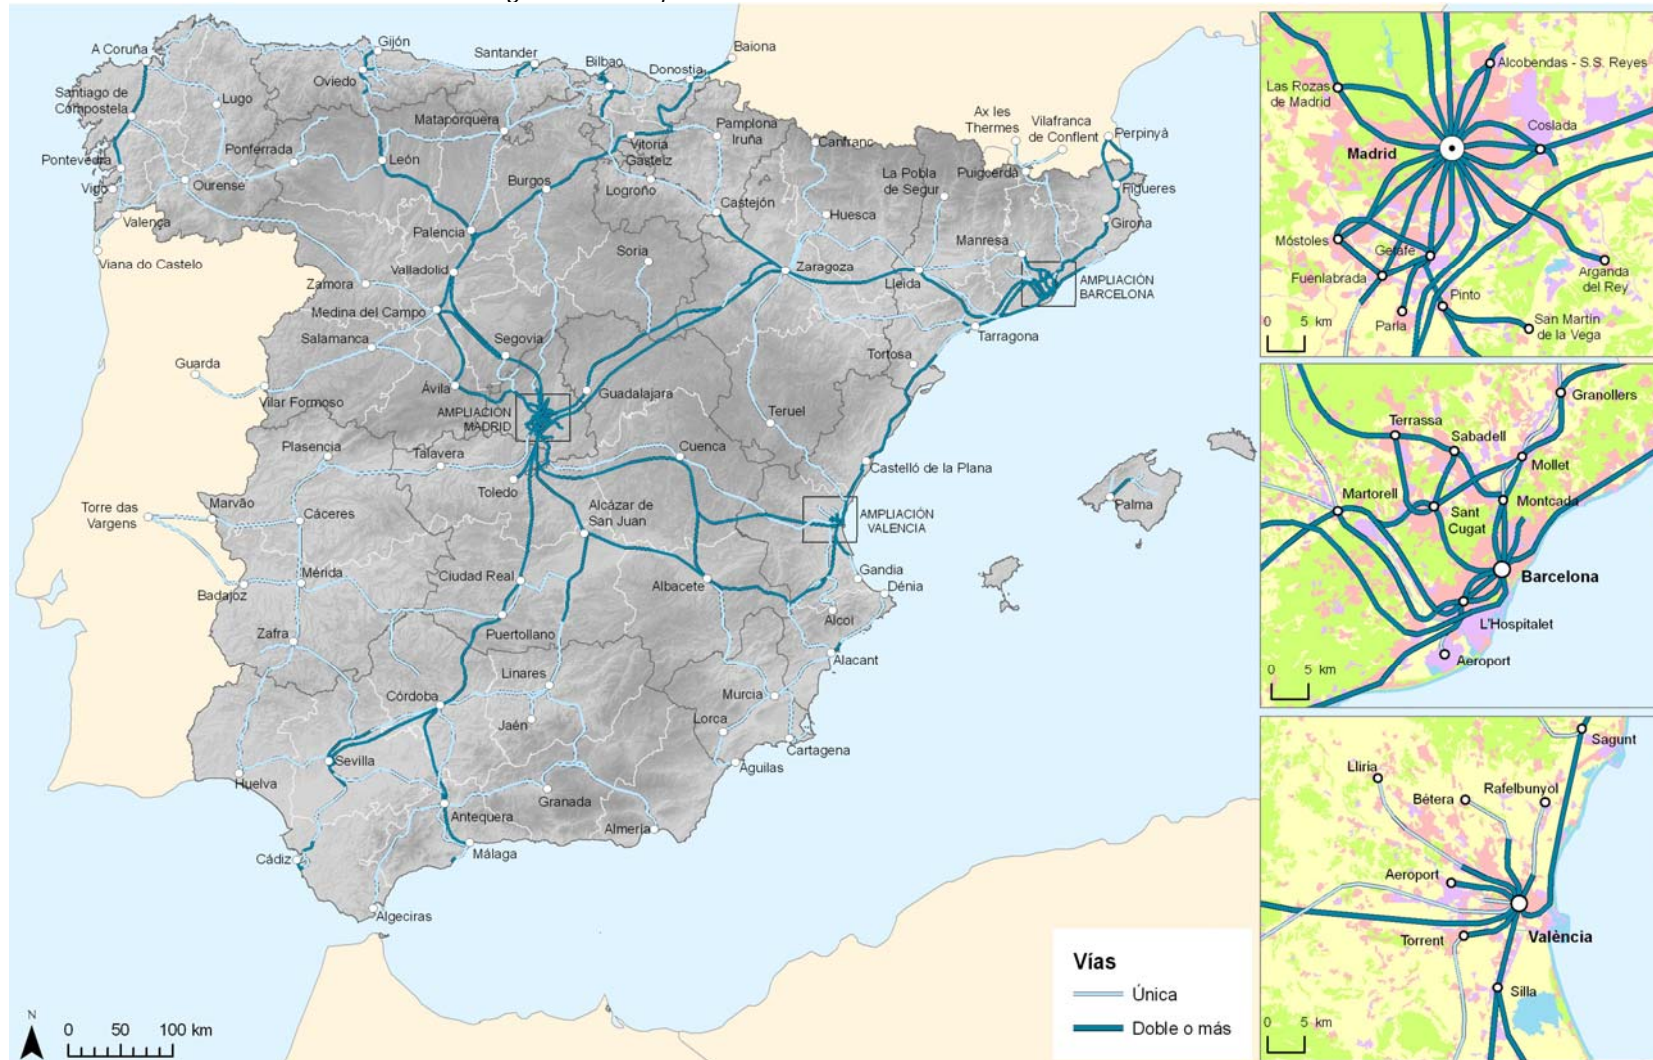 A Coruña
Gijón
Santander
Bilbao
Baiona
Donostia
Oviedo
Santiago de
Compostela
Lugo
Mataporquera
Vitoria
Gasteiz
Pamplona
Iruña
Canfranc
Ax les
Thermes
Vilafranca
de Conflent
Perpinyà
Pontevedra
Ponferrada
León
Puigcerdà
Figueres
Vigo
Ourense
Burgos
Logroño
La Pobla
de Segur
Girona
Valença
Castejón
Huesca
Palencia
Soria
Manresa
Viana do Castelo
Valladolid
Zaragoza
Lleida
AMPLIACIÓN
BARCELONA
Zamora
Medina del Campo
Salamanca
Segovia
Tarragona
Tortosa
Guarda
Vilar Formoso
Ávila
AMPLIACIÓN
MADRID
Guadalajara
Teruel
Plasencia
Talavera
Cuenca
Castelló de la Plana
Toledo
Torre das
Vargens
Marvão
Cáceres
Alcázar de
San Juan
AMPLIACIÓN
VALENCIA
Palma
Badajoz
Mérida
Ciudad Real
Albacete
Gandia
Dénia
Zafra
Puertollano
Alcoi
Linares
Alacant
Córdoba
Murcia
Jaén
Lorca
Sevilla
Cartagena
Huelva
Águilas
Granada
Antequera
Almería
Cádiz
Málaga
Algeciras
N
0 50 100 km
Vías
Única
Doble o más
Alcobendas - S.S. Reyes
Las Rozas
de Madrid
Coslada
Madrid
Móstoles
Getafe
Fuenlabrada
Arganda
del Rey
Pinto
Parla
San Martín
de la Vega
0 5 km
Granollers
Terrassa
Sabadell
Mollet
Martorell
Montcada
Sant
Cugat
Barcelona
L'Hospitalet
Aeroport
0 5 km
Sagunt
Lliria
Bétera
Rafelbunyol
Aeroport
Torrent
València
Silla
0 5 km